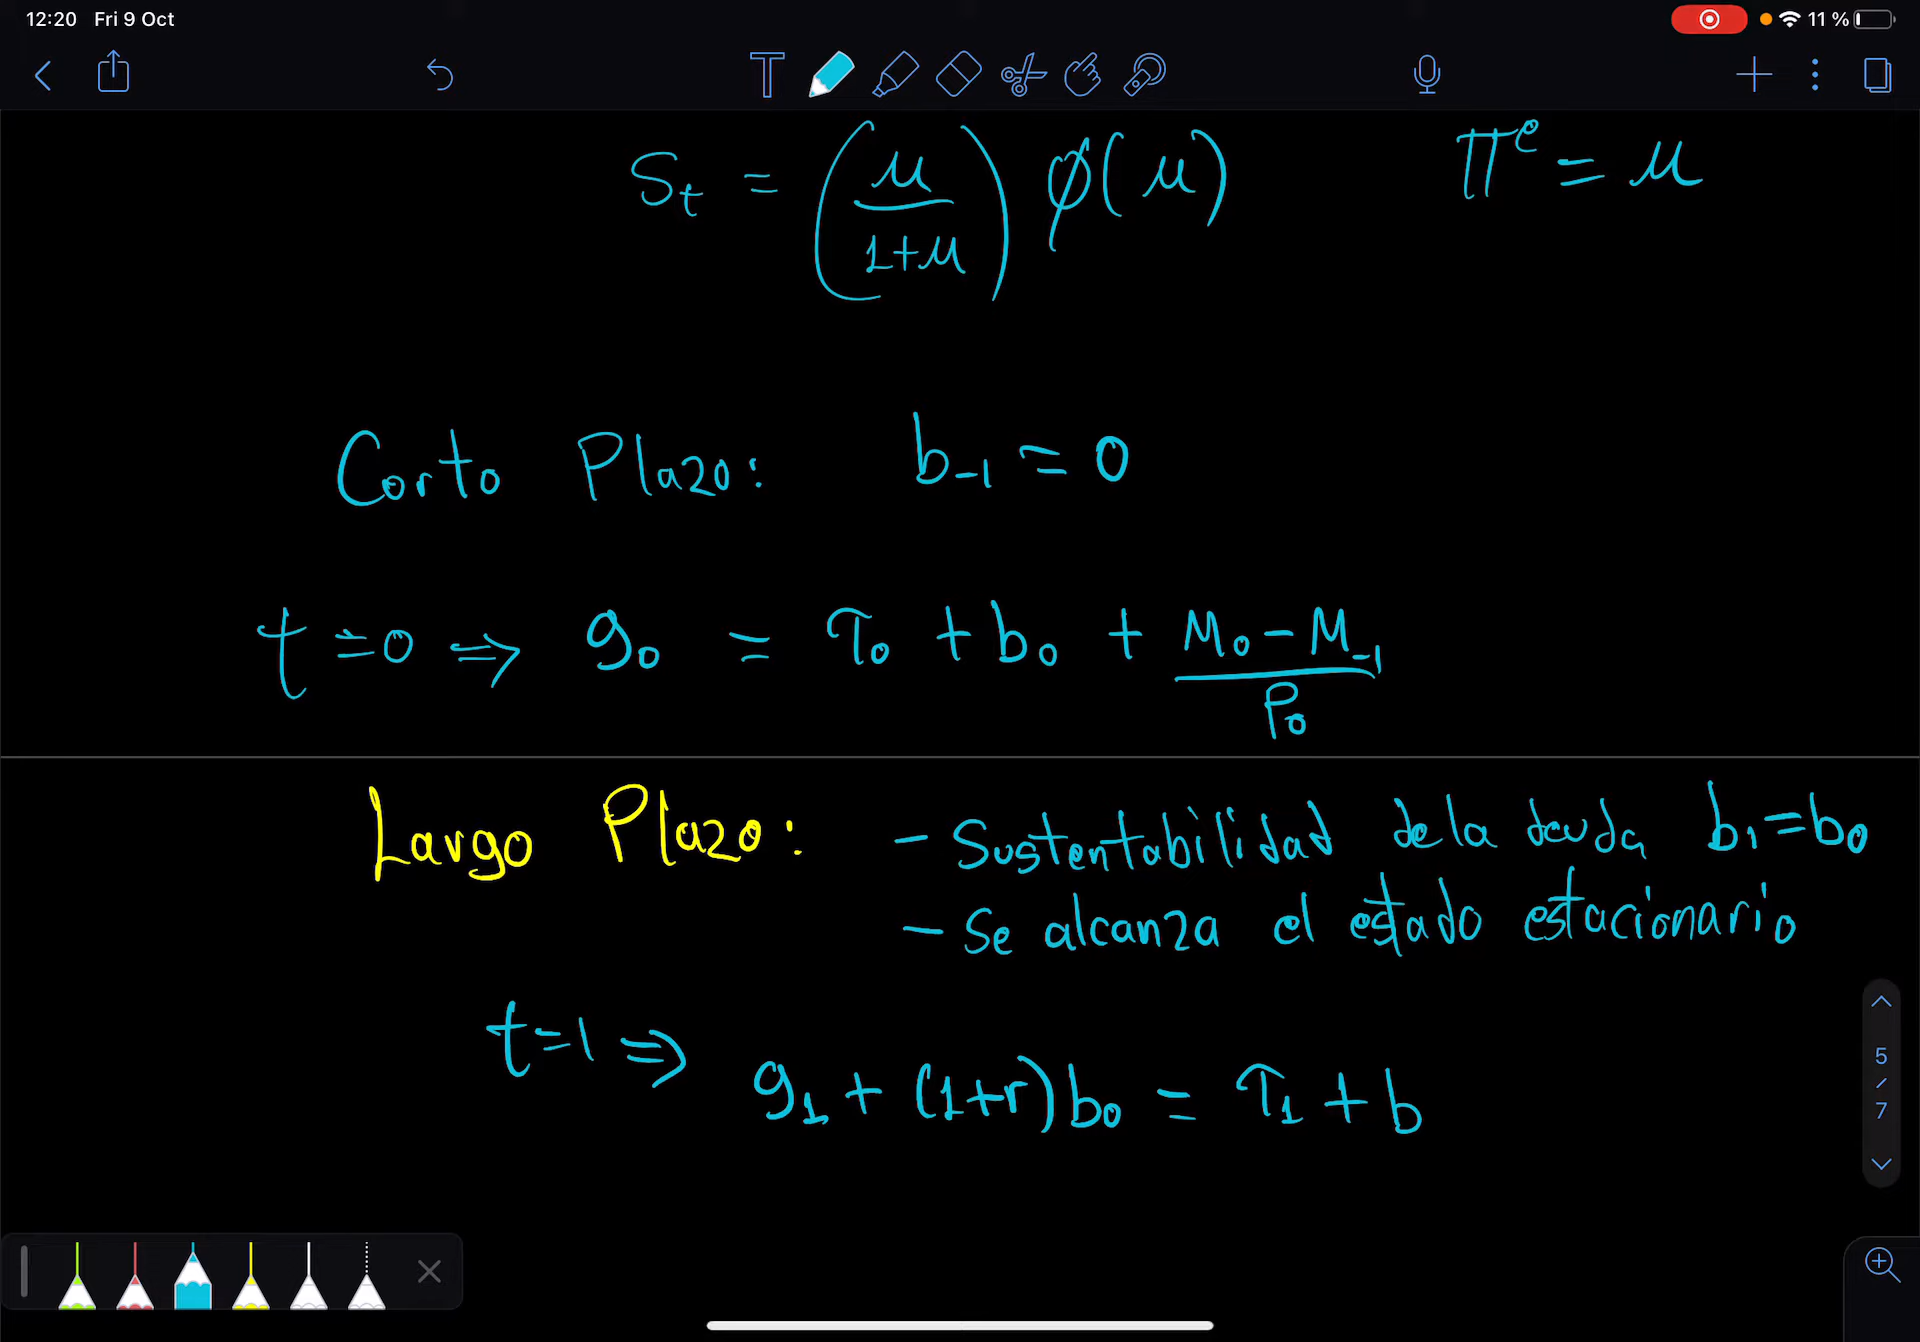 12:20 Fri 9 Oct 11 %
T
S_t = (μ / (1+μ)) φ(μ) π^e = μ
Corto Plazo: b_{-1} = 0
t=0 ⇒ g_0 = τ_0 + b_0 + (M_0 - M_{-1}) / P_0
Largo Plazo: - Sustentabilidad de la deuda b_1 = b_0
- Se alcanza el estado estacionario
t=1 ⇒ g_1 + (1+r)b_0 = τ_1 + b
5 / 7